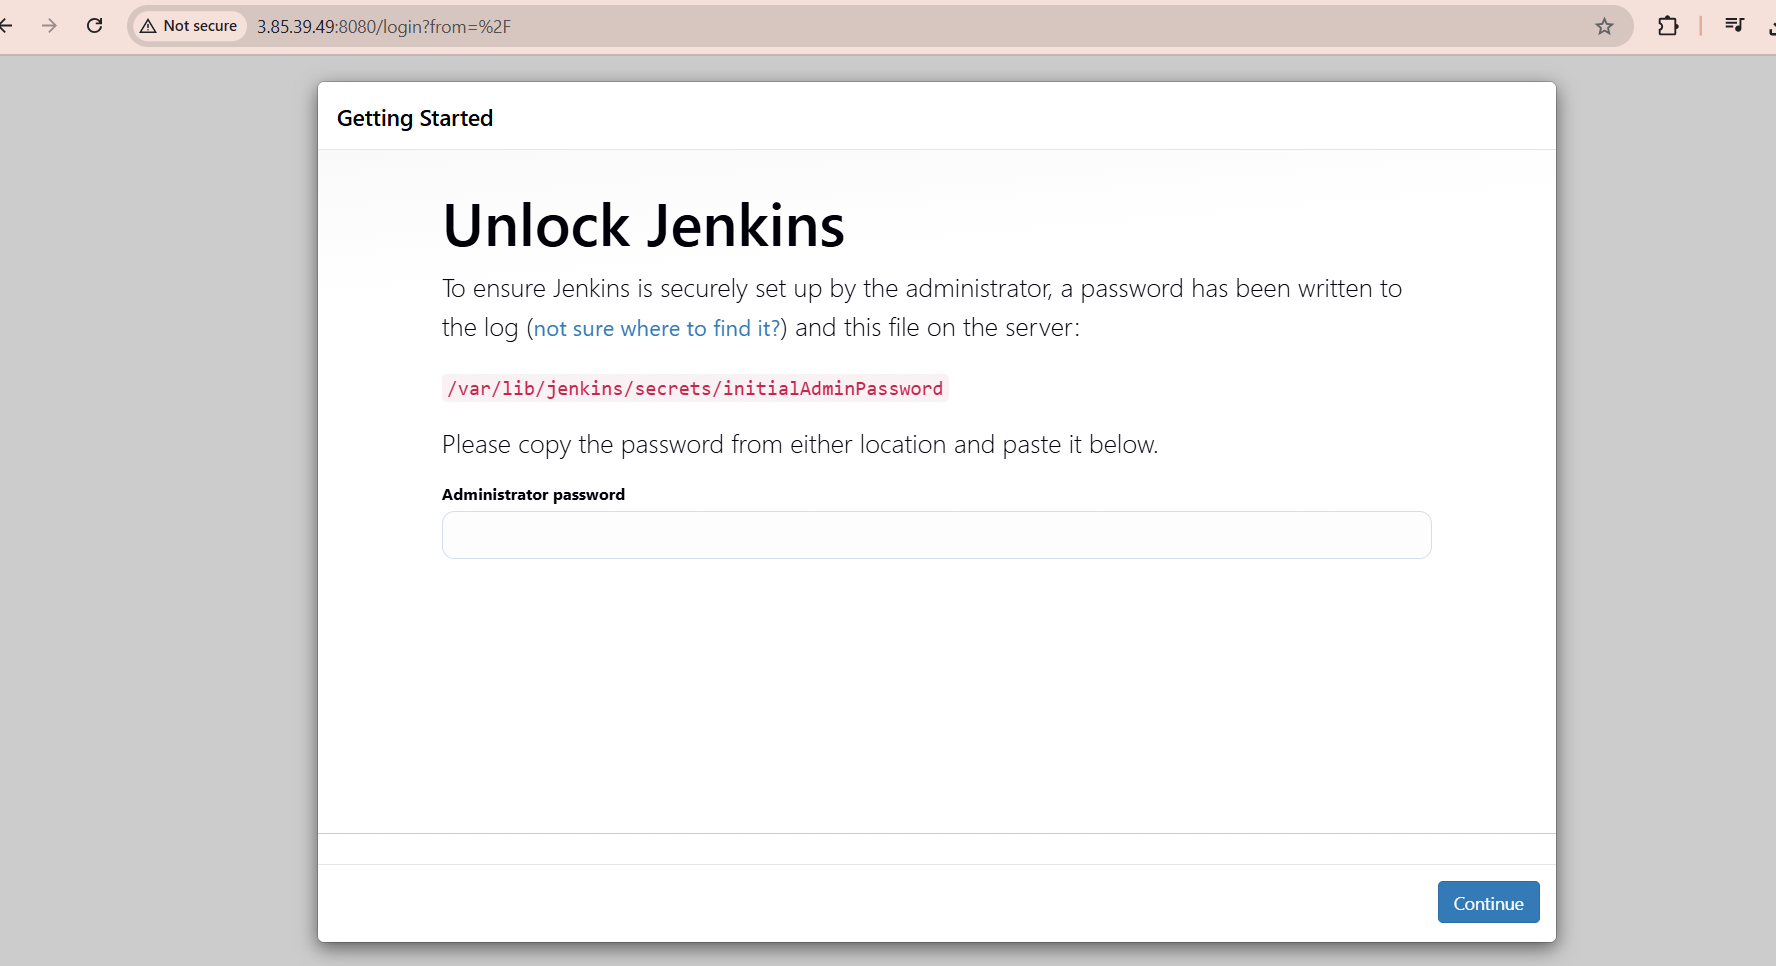 Not secure 3.85.39.49:8080/login?from=%2F
Getting Started
Unlock Jenkins
To ensure Jenkins is securely set up by the administrator, a password has been written to
the log (not sure where to find it?) and this file on the server:
/var/lib/jenkins/secrets/initialAdminPassword
Please copy the password from either location and paste it below.
Administrator password
Continue